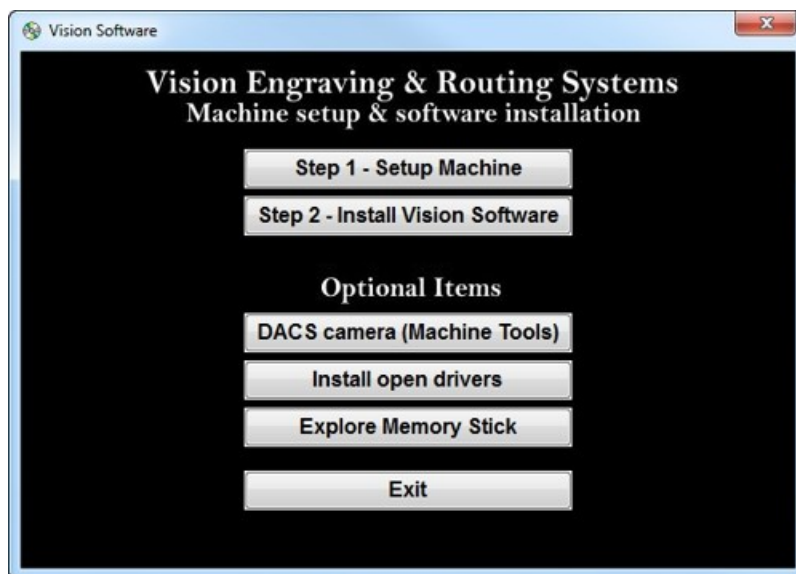 Vision Software
Vision Engraving & Routing Systems
Machine setup & software installation
Step 1 - Setup Machine
Step 2 - Install Vision Software
Optional Items
DACS camera (Machine Tools)
Install open drivers
Explore Memory Stick
Exit